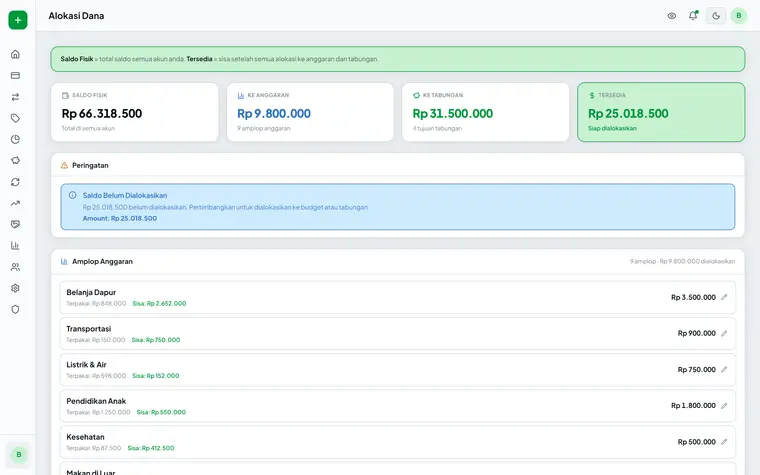 Alokasi Dana
B
Saldo Fisik = total saldo semua akun anda. Tersedia = sisa setelah semua alokasi ke anggaran dan tabungan.
SALDO FISIK
Rp 66.318.500
Total di semua akun
KE ANGGARAN
Rp 9.800.000
9 amplop anggaran
KE TABUNGAN
Rp 31.500.000
4 tujuan tabungan
TERSEDIA
Rp 25.018.500
Siap dialokasikan
Peringatan
Saldo Belum Dialokasikan
Rp 25.018.500 belum dialokasikan. Pertimbangkan untuk dialokasikan ke budget atau tabungan
Amount: Rp 25.018.500
Amplop Anggaran
9 amplop · Rp 9.800.000 dialokasikan
Belanja Dapur
Terpakai: Rp 848.000 Sisa: Rp 2.652.000
Rp 3.500.000
Transportasi
Terpakai: Rp 150.000 Sisa: Rp 750.000
Rp 900.000
Listrik & Air
Terpakai: Rp 598.000 Sisa: Rp 152.000
Rp 750.000
Pendidikan Anak
Terpakai: Rp 1.250.000 Sisa: Rp 550.000
Rp 1.800.000
Kesehatan
Terpakai: Rp 87.500 Sisa: Rp 412.500
Rp 500.000
Makan di Luar
B